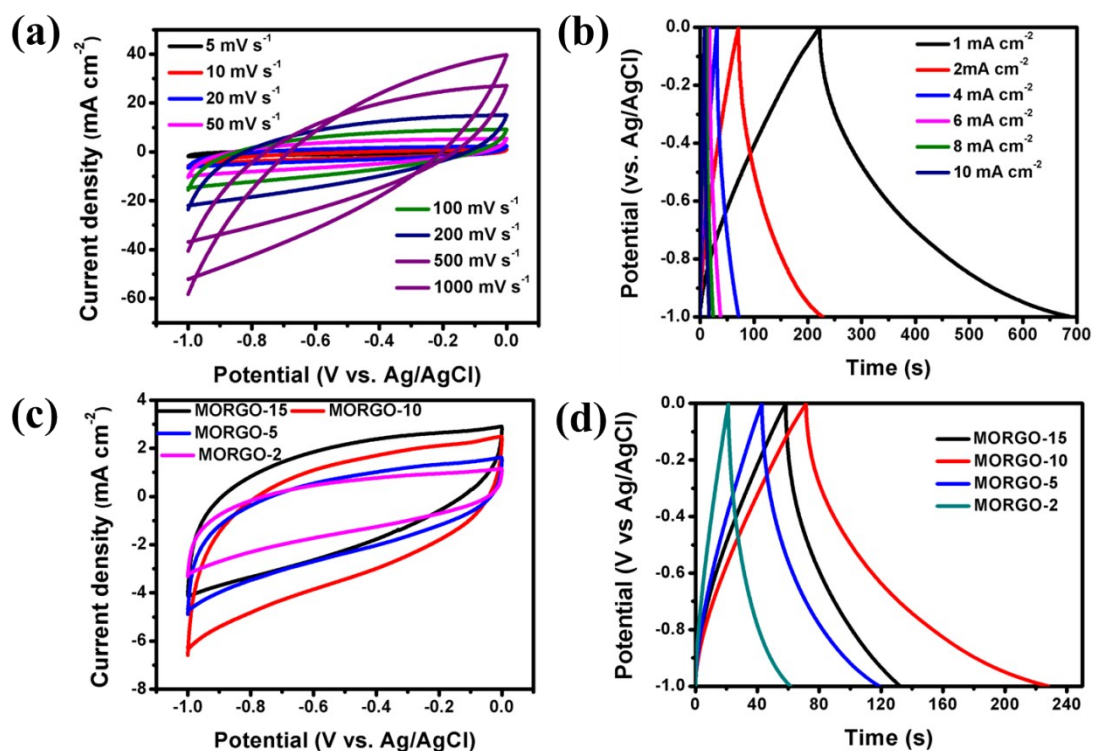 (a)
5 mV s⁻¹
10 mV s⁻¹
20 mV s⁻¹
50 mV s⁻¹
100 mV s⁻¹
200 mV s⁻¹
500 mV s⁻¹
1000 mV s⁻¹
40
20
0
-20
-40
-60
Current density (mA cm⁻²)
-1.0 -0.8 -0.6 -0.4 -0.2 0.0
Potential (V vs. Ag/AgCl)
(b)
1 mA cm⁻²
2mA cm⁻²
4 mA cm⁻²
6 mA cm⁻²
8 mA cm⁻²
10 mA cm⁻²
0.0
-0.2
-0.4
-0.6
-0.8
-1.0
Potential (vs. Ag/AgCl)
0 100 200 300 400 500 600 700
Time (s)
(c)
MORGO-15 MORGO-10
MORGO-5
MORGO-2
4
2
0
-2
-4
-6
-8
Current density (mA cm⁻²)
-1.0 -0.8 -0.6 -0.4 -0.2 0.0
Potential (V vs. Ag/AgCl)
(d)
MORGO-15
MORGO-10
MORGO-5
MORGO-2
0.0
-0.2
-0.4
-0.6
-0.8
-1.0
Potential (V vs Ag/AgCl)
0 40 80 120 160 200 240
Time (s)